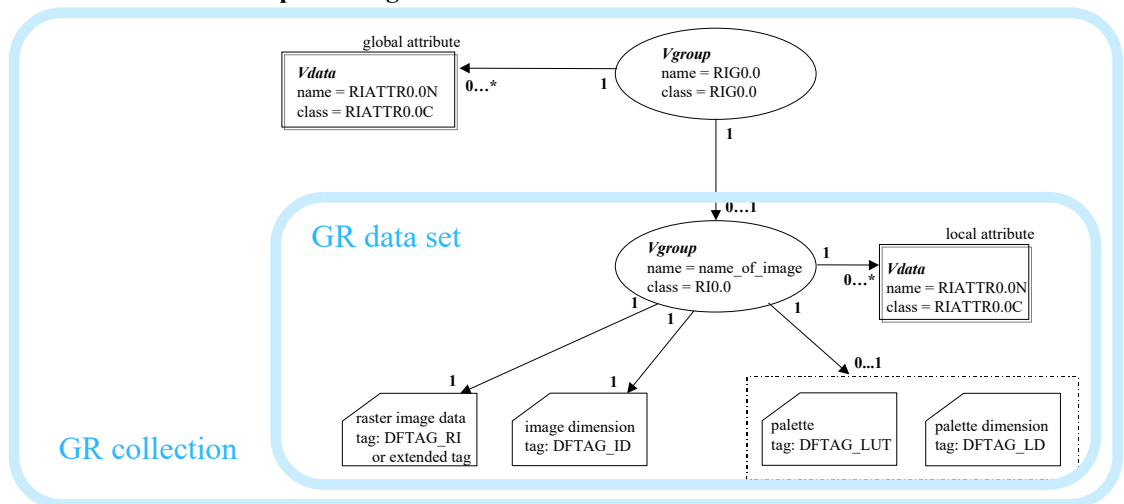 global attribute
Vdata
name = RIATTR0.0N
class = RIATTR0.0C
0…*
1
Vgroup
name = RIG0.0
class = RIG0.0
1
0…1
GR data set
Vgroup
name = name_of_image
class = RI0.0
1
0…*
local attribute
Vdata
name = RIATTR0.0N
class = RIATTR0.0C
1
1
1
1
1
0...1
raster image data
tag: DFTAG_RI
or extended tag
image dimension
tag: DFTAG_ID
palette
tag: DFTAG_LUT
palette dimension
tag: DFTAG_LD
GR collection